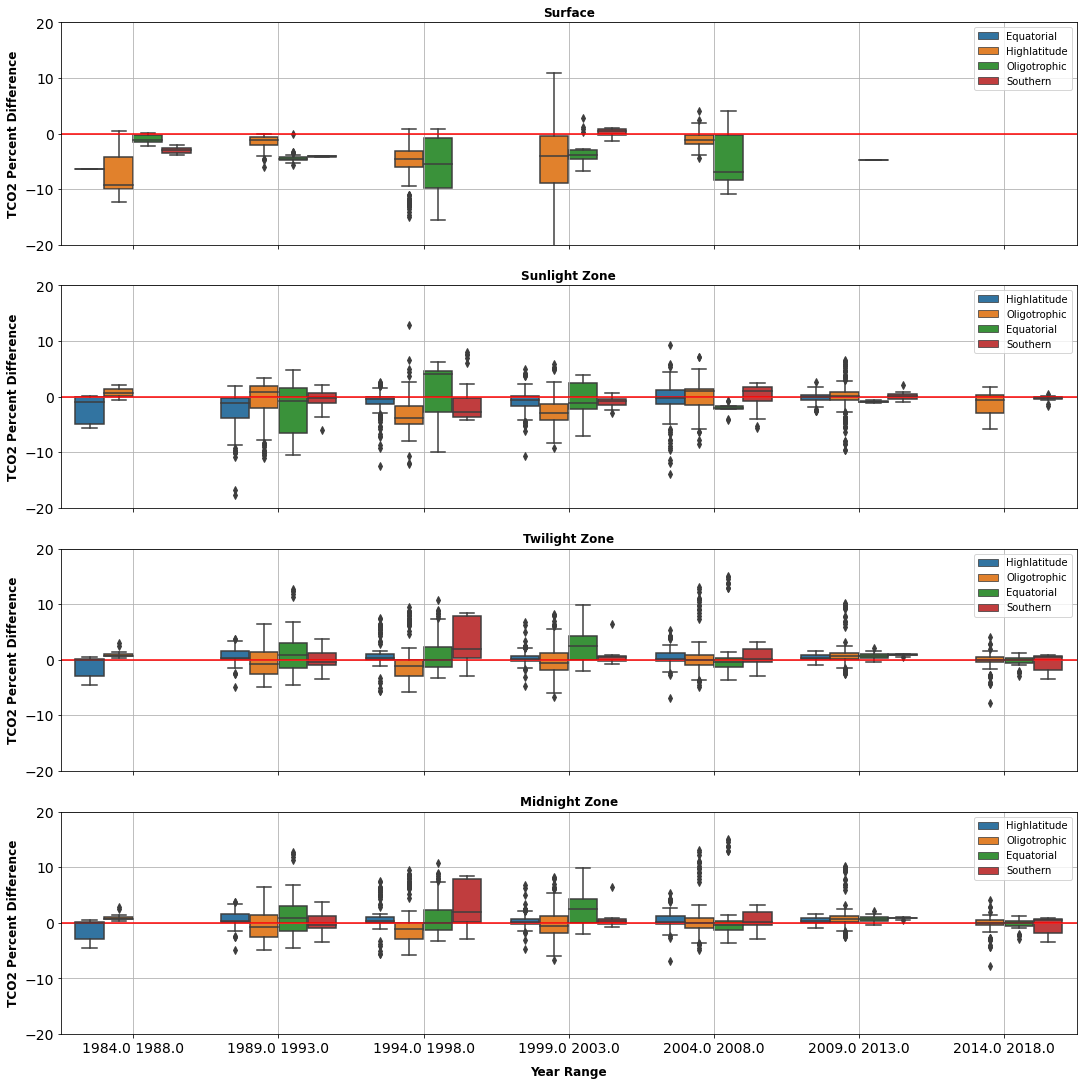 Surface
TCO2 Percent Difference
20
10
0
−10
−20
Equatorial
Highlatitude
Oligotrophic
Southern
Sunlight Zone
TCO2 Percent Difference
20
10
0
−10
−20
Highlatitude
Oligotrophic
Equatorial
Southern
Twilight Zone
TCO2 Percent Difference
20
10
0
−10
−20
Highlatitude
Oligotrophic
Equatorial
Southern
Midnight Zone
TCO2 Percent Difference
20
10
0
−10
−20
Highlatitude
Oligotrophic
Equatorial
Southern
1984.0 1988.0
1989.0 1993.0
1994.0 1998.0
1999.0 2003.0
2004.0 2008.0
2009.0 2013.0
2014.0 2018.0
Year Range